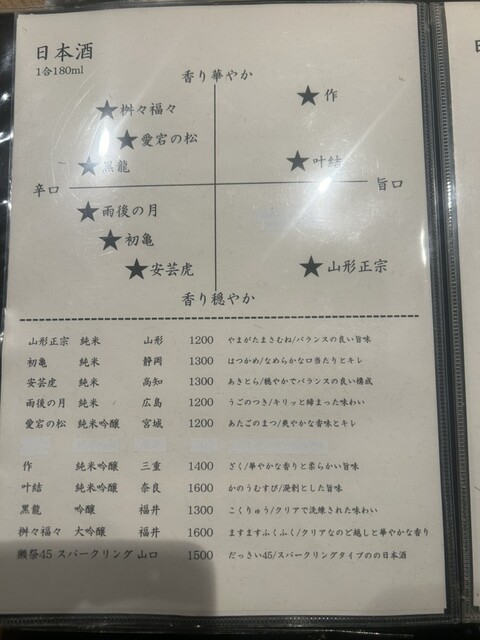 日本酒
1合180ml
香り華やか
★作
★桝々福々
★愛宕の松
★黒龍
★叶結
辛口
旨口
★雨後の月
★初亀
★安芸虎
★山形正宗
香り穏やか
山形正宗 純米 山形 1200 やまがたまさむね/バランスの良い旨味
初亀 純米 静岡 1300 はつかめ/なめらかな口当たりとキレ
安芸虎 純米 高知 1300 あきとら/穏やかでバランスの良い構成
雨後の月 純米 広島 1200 うごのつき/キリッと締まった味わい
愛宕の松 純米吟醸 宮城 1200 あたごのまつ/爽やかな香味とキレ
作 純米吟醸 三重 1400 ざく/華やかな香りと柔らかい旨味
叶結 純米吟醸 奈良 1600 かのうむすび/溌剌とした旨味
黒龍 吟醸 福井 1300 こくりゅう/クリアで洗練された味わい
桝々福々 大吟醸 福井 1600 ますますふくふく/クリアなのど越しと華やかな香り
獺祭45 スパークリング 山口 1500 だっさい45/スパークリングタイプのの日本酒